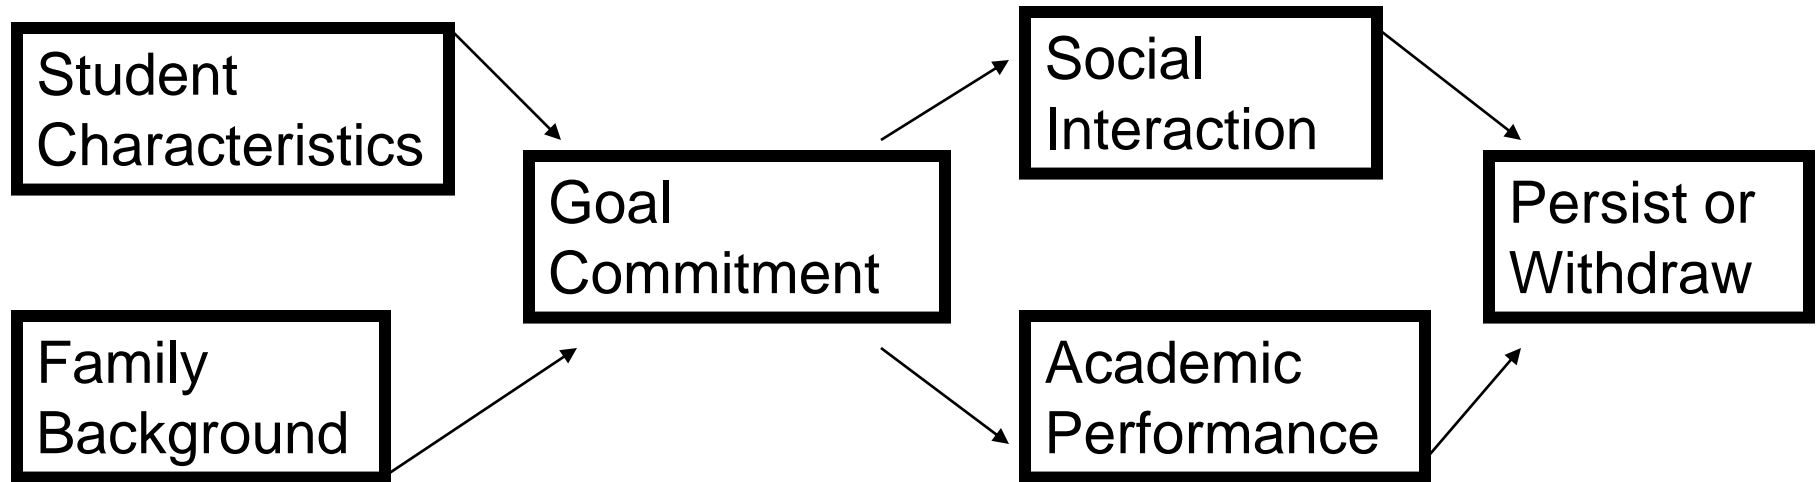 Student
Characteristics
Family
Background
Goal
Commitment
Social
Interaction
Academic
Performance
Persist or
Withdraw